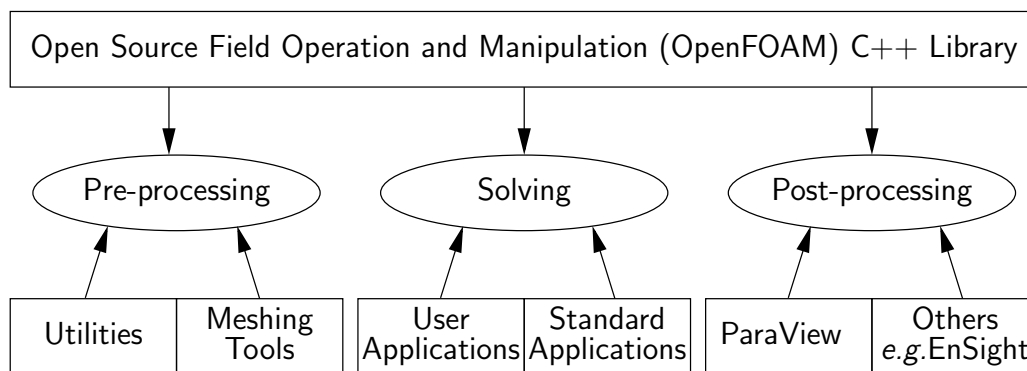 Open Source Field Operation and Manipulation (OpenFOAM) C++ Library
Pre-processing
Solving
Post-processing
Utilities
Meshing
Tools
User
Applications
Standard
Applications
ParaView
Others
e.g.EnSight